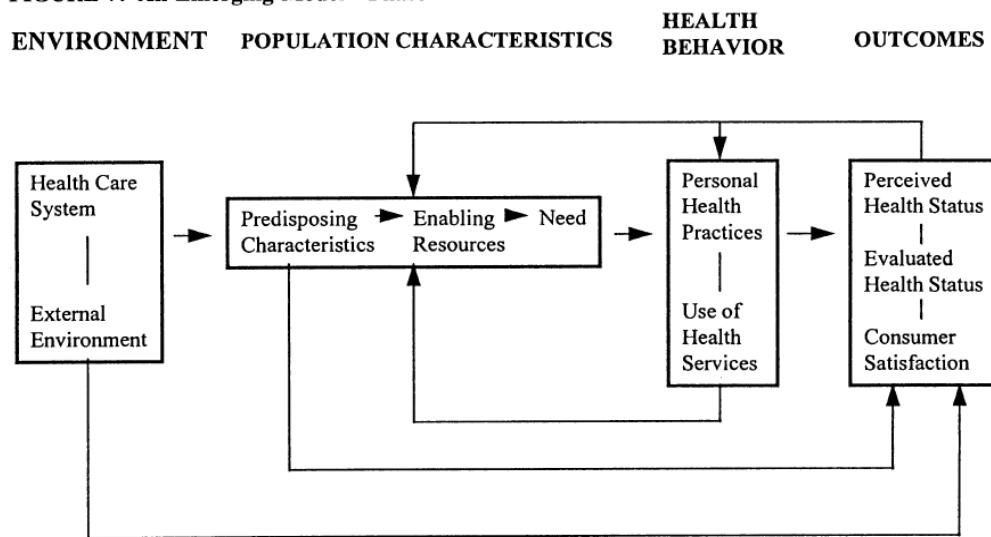 ENVIRONMENT
POPULATION CHARACTERISTICS
HEALTH
BEHAVIOR
OUTCOMES
Health Care
System
External
Environment
Predisposing
Characteristics
Enabling
Resources
Need
Personal
Health
Practices
Use of
Health
Services
Perceived
Health Status
Evaluated
Health Status
Consumer
Satisfaction